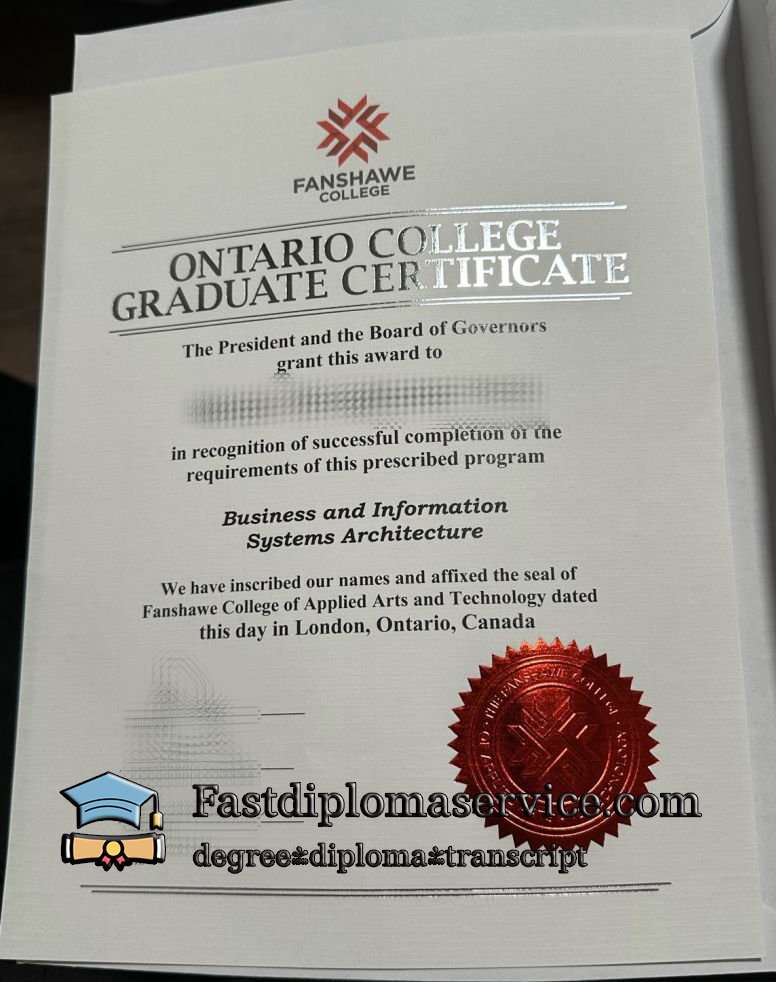 FANSHAWE
COLLEGE
ONTARIO COLLEGE
GRADUATE CERTIFICATE
The President and the Board of Governors
grant this award to
in recognition of successful completion of the
requirements of this prescribed program
Business and Information
Systems Architecture
We have inscribed our names and affixed the seal of
Fanshawe College of Applied Arts and Technology dated
this day in London, Ontario, Canada
THE FANSHAWE COLLEGE
Fastdiplomaservice.com
degree*diploma*transcript